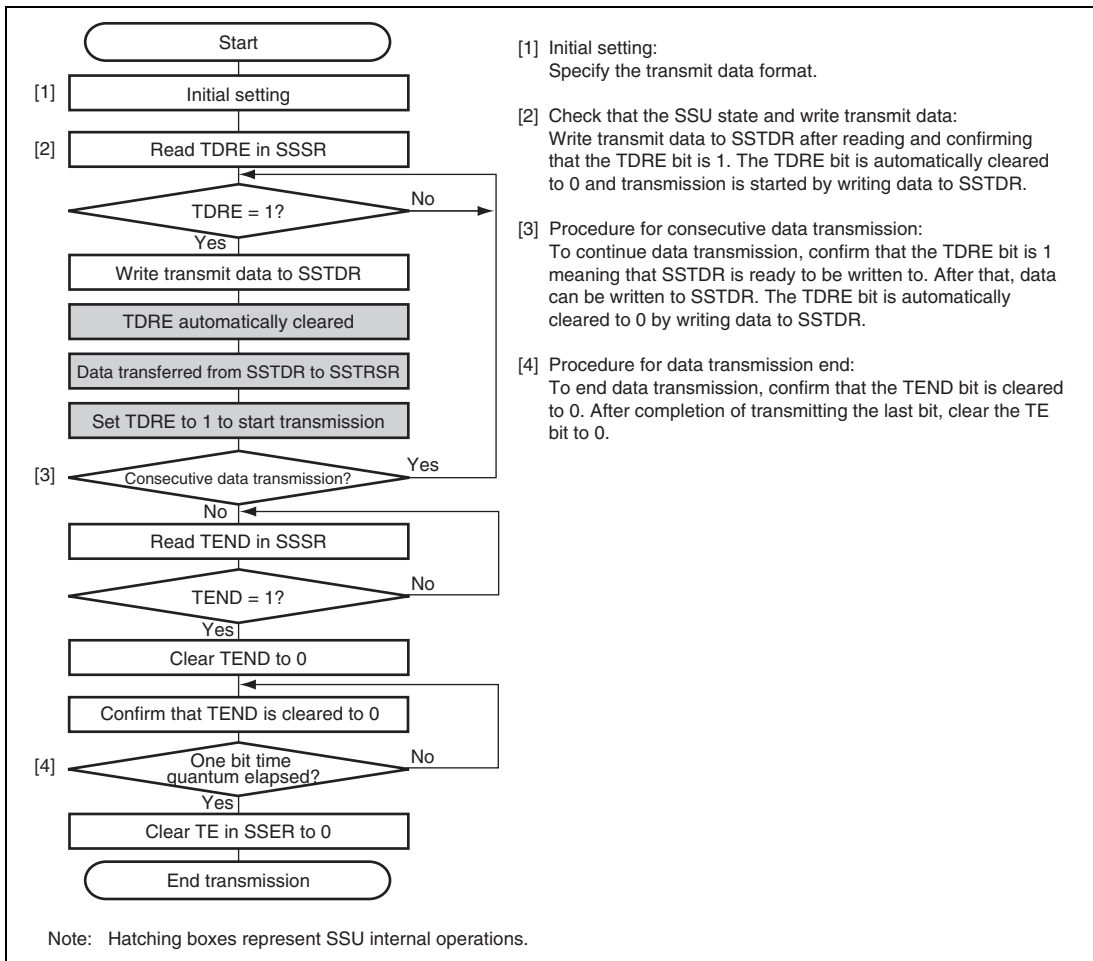 Start
[1] Initial setting
[2] Read TDRE in SSSR
TDRE = 1?
No
Yes
Write transmit data to SSTDR
TDRE automatically cleared
Data transferred from SSTDR to SSTRSR
Set TDRE to 1 to start transmission
[3] Consecutive data transmission?
Yes
No
Read TEND in SSSR
TEND = 1?
No
Yes
Clear TEND to 0
Confirm that TEND is cleared to 0
[4] One bit time
quantum elapsed?
No
Yes
Clear TE in SSER to 0
End transmission
[1] Initial setting:
Specify the transmit data format.
[2] Check that the SSU state and write transmit data:
Write transmit data to SSTDR after reading and confirming
that the TDRE bit is 1. The TDRE bit is automatically cleared
to 0 and transmission is started by writing data to SSTDR.
[3] Procedure for consecutive data transmission:
To continue data transmission, confirm that the TDRE bit is 1
meaning that SSTDR is ready to be written to. After that, data
can be written to SSTDR. The TDRE bit is automatically
cleared to 0 by writing data to SSTDR.
[4] Procedure for data transmission end:
To end data transmission, confirm that the TEND bit is cleared
to 0. After completion of transmitting the last bit, clear the TE
bit to 0.
Note: Hatching boxes represent SSU internal operations.